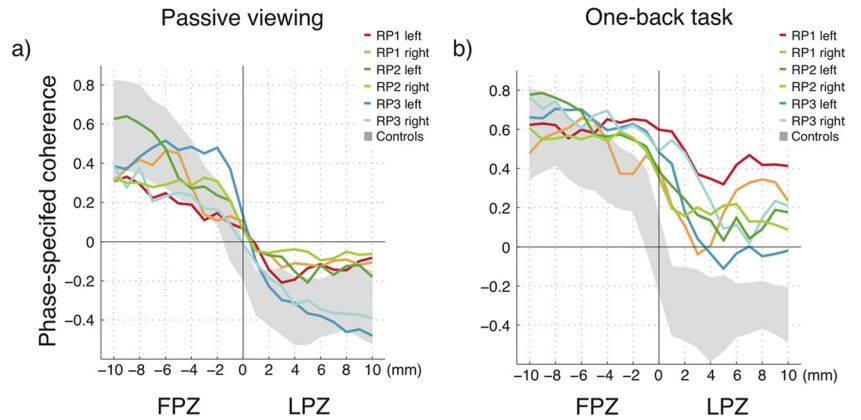 Passive viewing
a)
RP1 left
RP1 right
RP2 left
RP2 right
RP3 left
RP3 right
Controls
Phase-specifed coherence
0.8
0.6
0.4
0.2
0
−0.2
−0.4
−10 −8 −6 −4 −2 0 2 4 6 8 10 (mm)
FPZ LPZ
One-back task
b)
RP1 left
RP1 right
RP2 left
RP2 right
RP3 left
RP3 right
Controls
0.8
0.6
0.4
0.2
0
−0.2
−0.4
−10 −8 −6 −4 −2 0 2 4 6 8 10 (mm)
FPZ LPZ